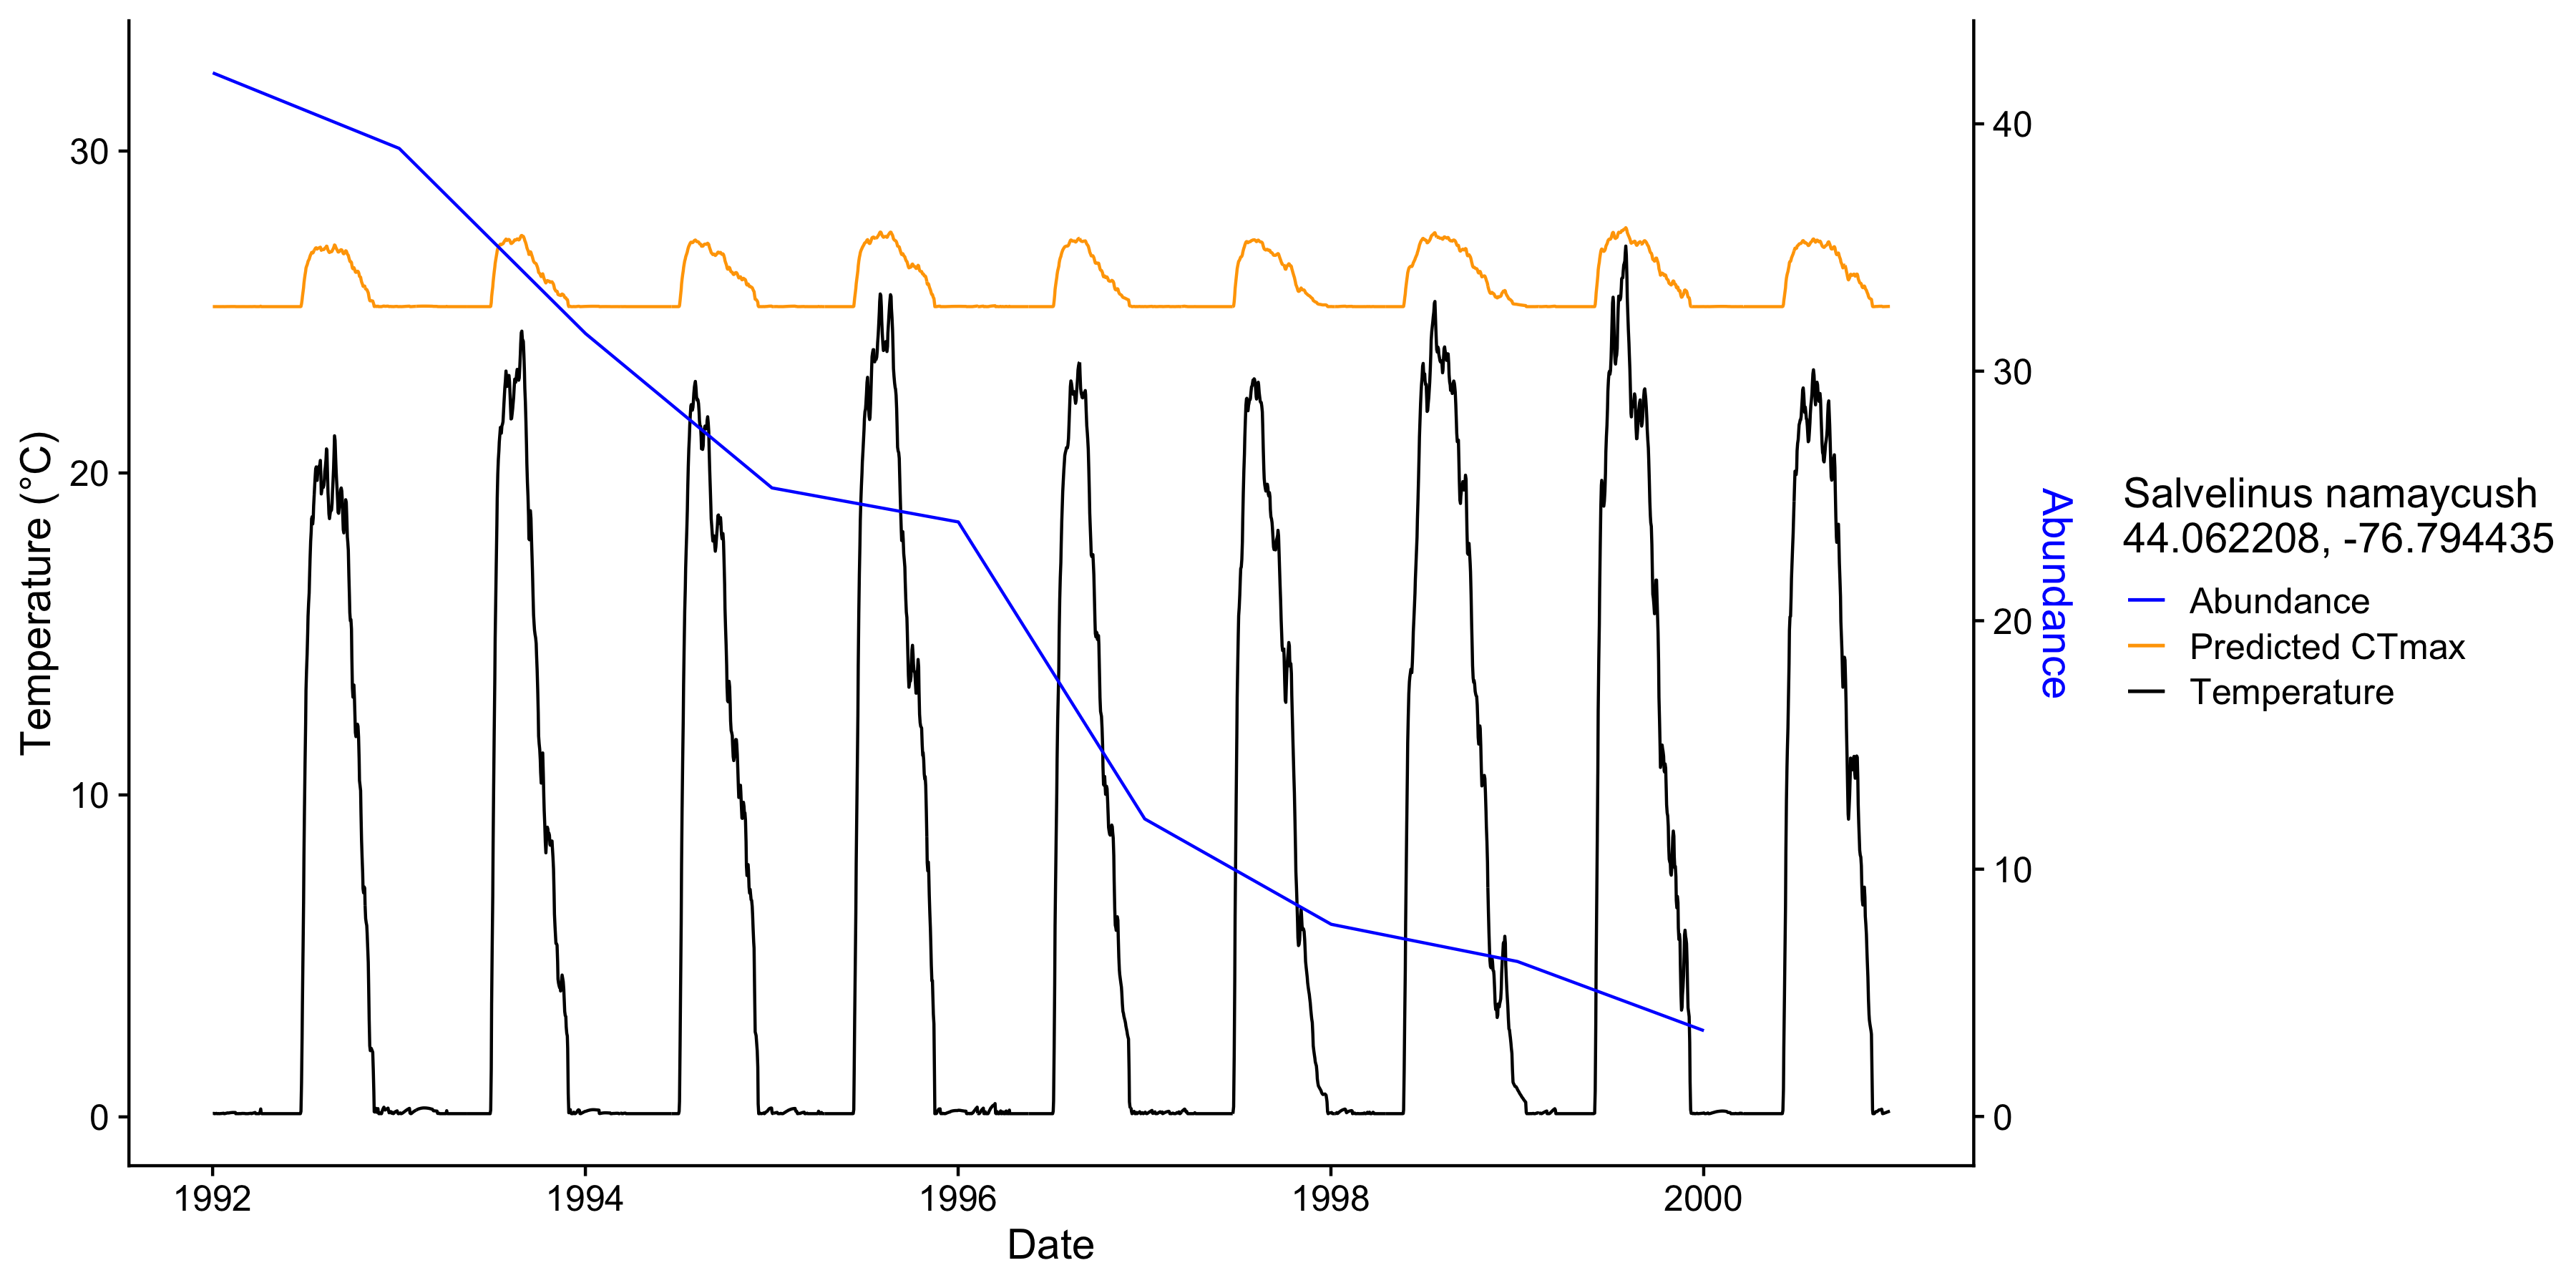 30
20
10
0
Temperature (°C)
1992
1994
1996
1998
2000
Date
40
30
20
10
0
Abundance
Salvelinus namaycush
44.062208, -76.794435
Abundance
Predicted CTmax
Temperature